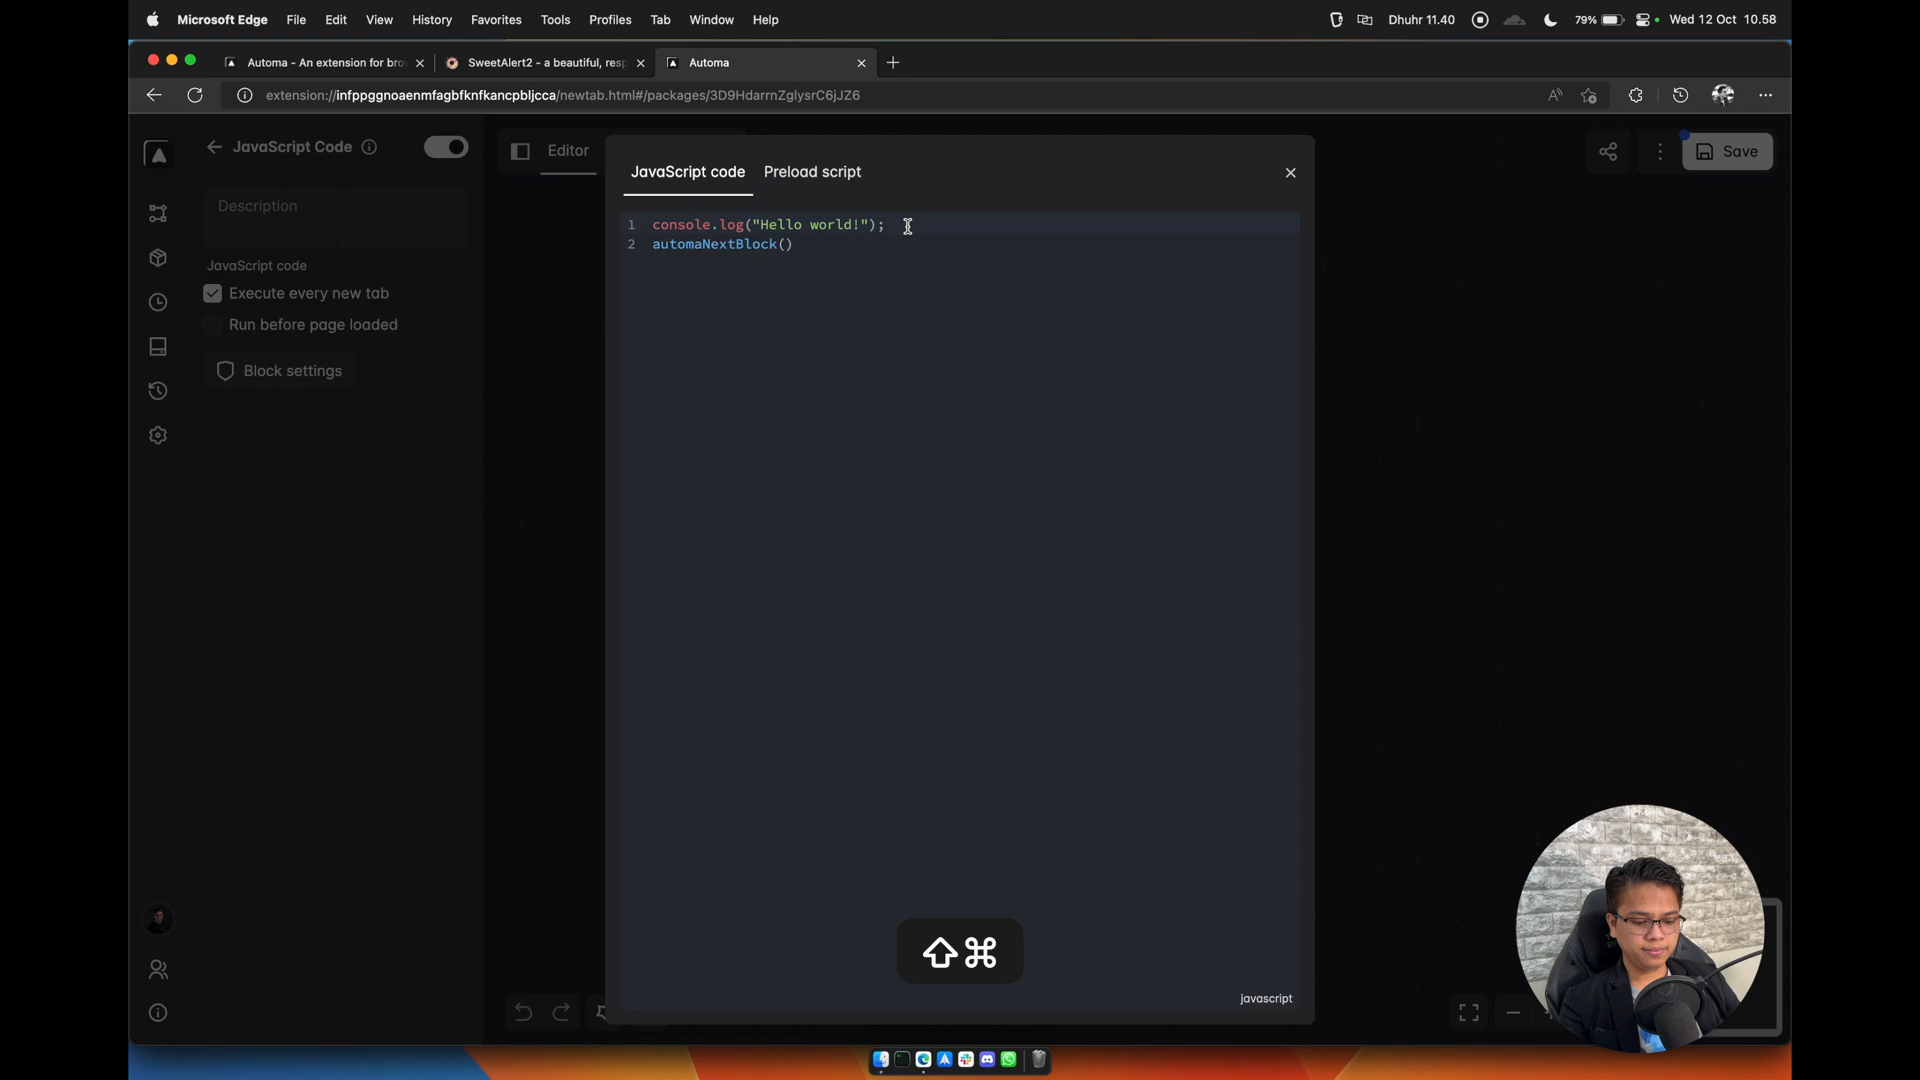 Microsoft Edge File Edit View History Favorites Tools Profiles Tab Window Help
Dhuhr 11.40 79% Wed 12 Oct 10.58
Automa - An extension for bro
SweetAlert2 - a beautiful, resp
Automa
extension://infppggnoaenmfagbfknfkancpbljcca/newtab.html#/packages/3D9HdarrnZglysrC6jJZ6
JavaScript Code
Editor
JavaScript code Preload script
Save
Description
1 console.log("Hello world!");
2 automaNextBlock()
JavaScript code
Execute every new tab
Run before page loaded
Block settings
⇧⌘
javascript